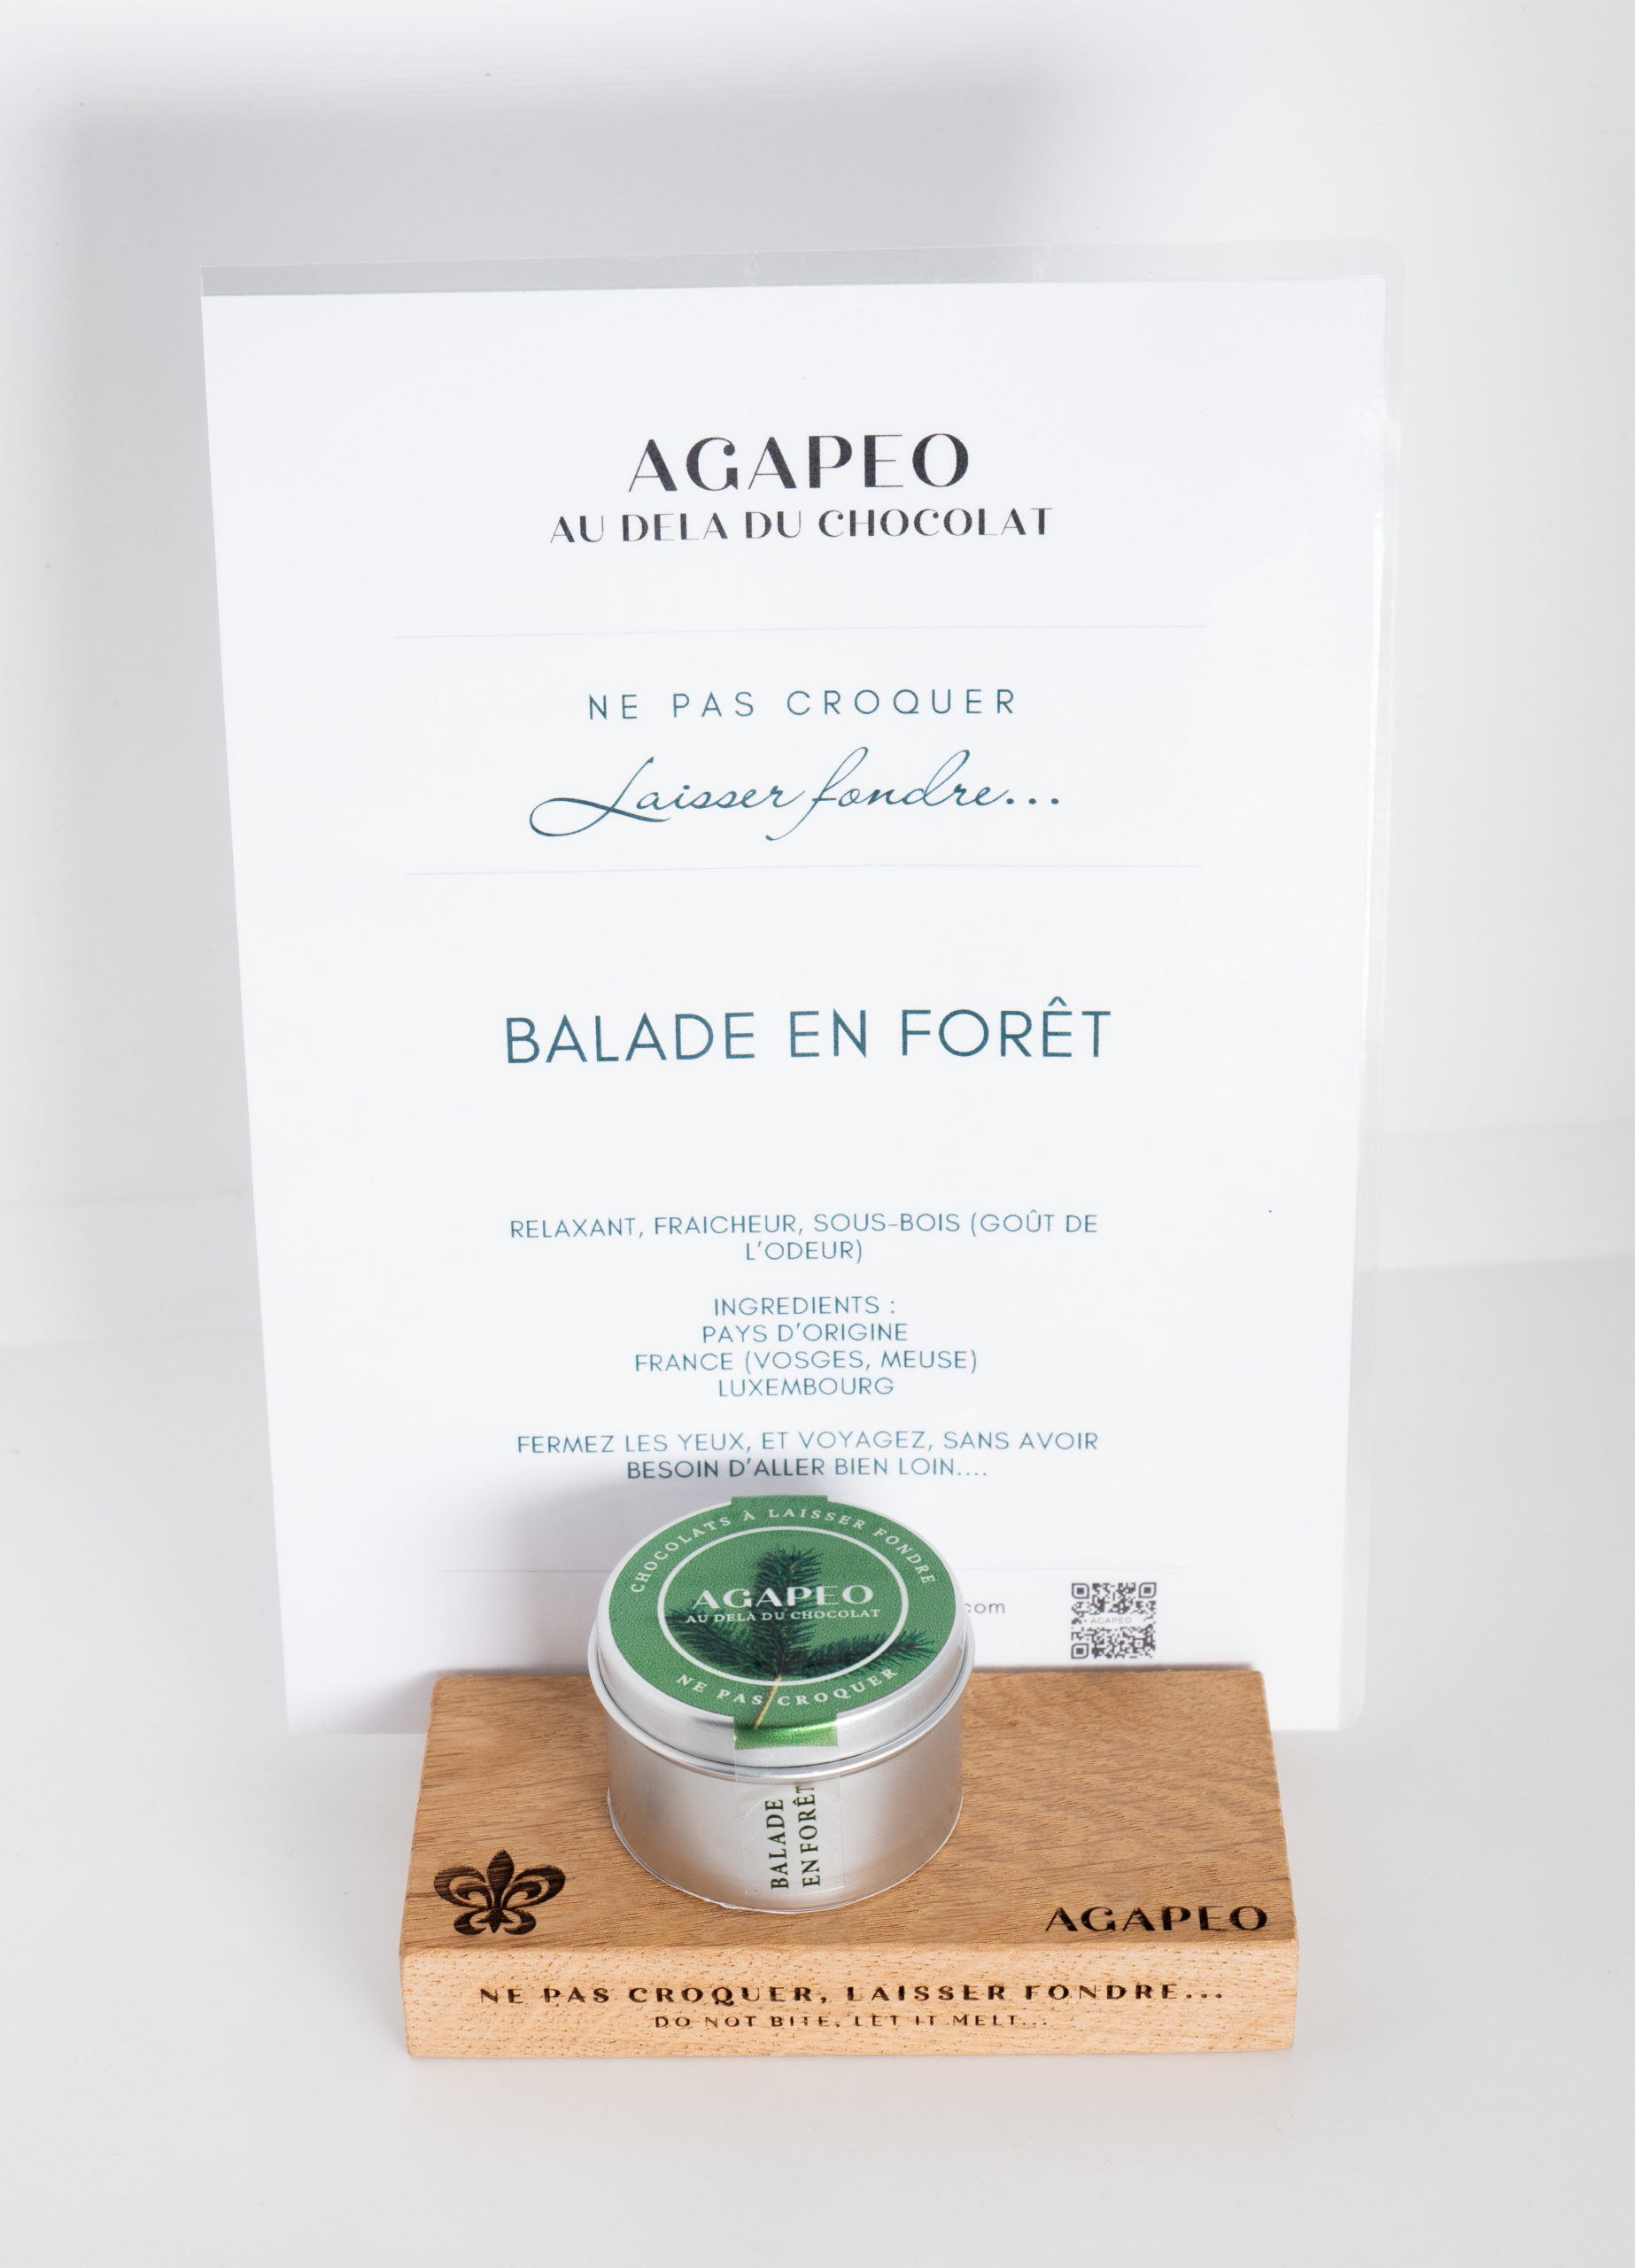 AGAPEO
AU DELA DU CHOCOLAT
NE PAS CROQUER
Laisser fondre...
BALADE EN FORÊT
RELAXANT, FRAICHEUR, SOUS-BOIS (GOÛT DE
L'ODEUR)
INGREDIENTS :
PAYS D'ORIGINE
FRANCE (VOSGES, MEUSE)
LUXEMBOURG
FERMEZ LES YEUX, ET VOYAGEZ, SANS AVOIR
BESOIN D'ALLER BIEN LOIN....
com
AGAPEO
CHOCOLATS À LAISSER FONDRE
AGAPEO
AU DELÀ DU CHOCOLAT
NE PAS CROQUER
BALADE
EN FORÊT
AGAPEO
NE PAS CROQUER, LAISSER FONDRE...
DO NOT BITE, LET IT MELT...